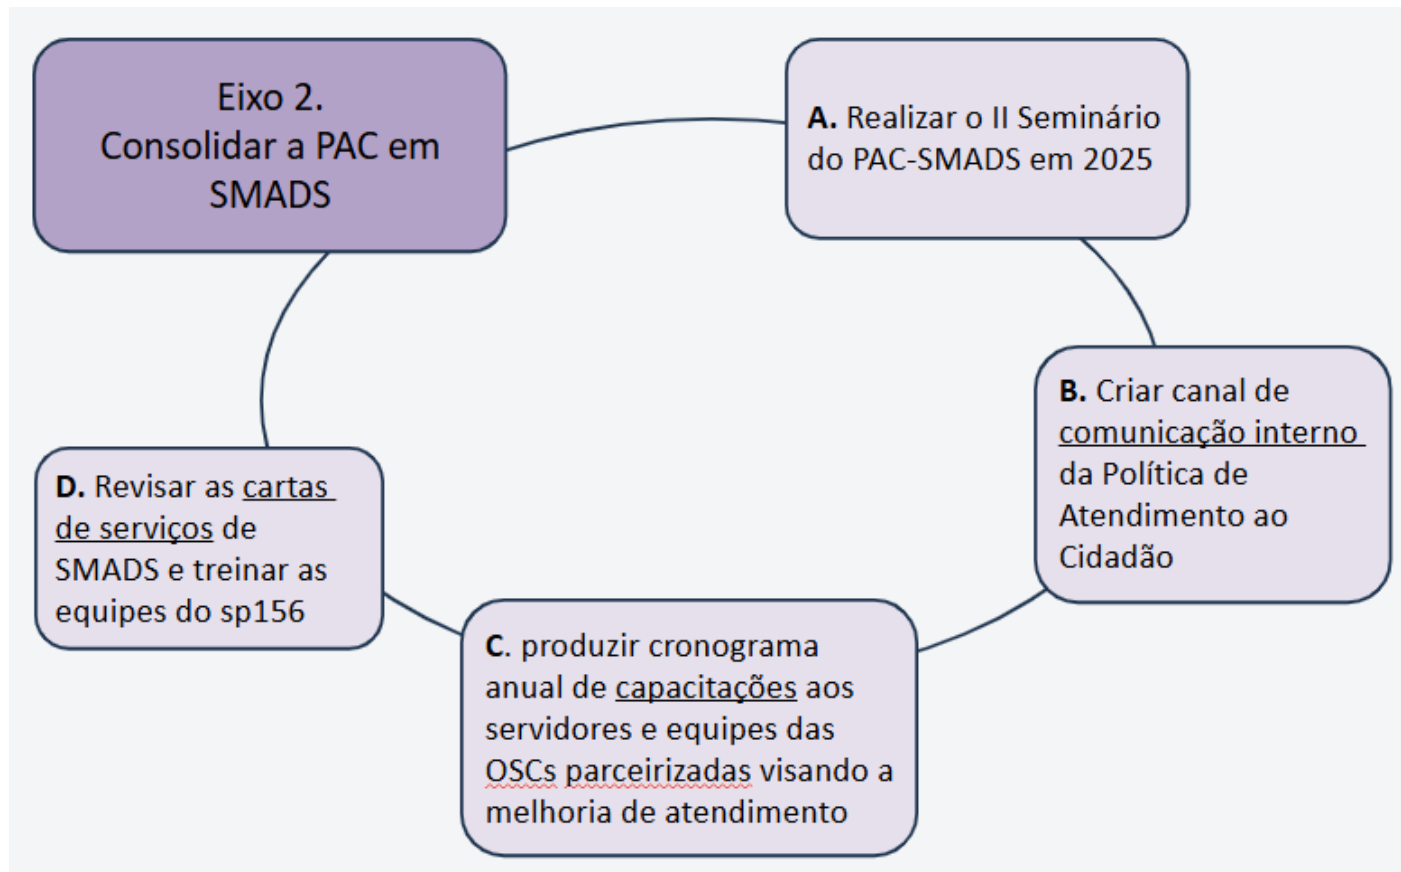 Eixo 2.
Consolidar a PAC em
SMADS
A. Realizar o II Seminário
do PAC-SMADS em 2025
B. Criar canal de
comunicação interno
da Política de
Atendimento ao
Cidadão
C. produzir cronograma
anual de capacitações aos
servidores e equipes das
OSCs parceirizadas visando a
melhoria de atendimento
D. Revisar as cartas
de serviços de
SMADS e treinar as
equipes do sp156